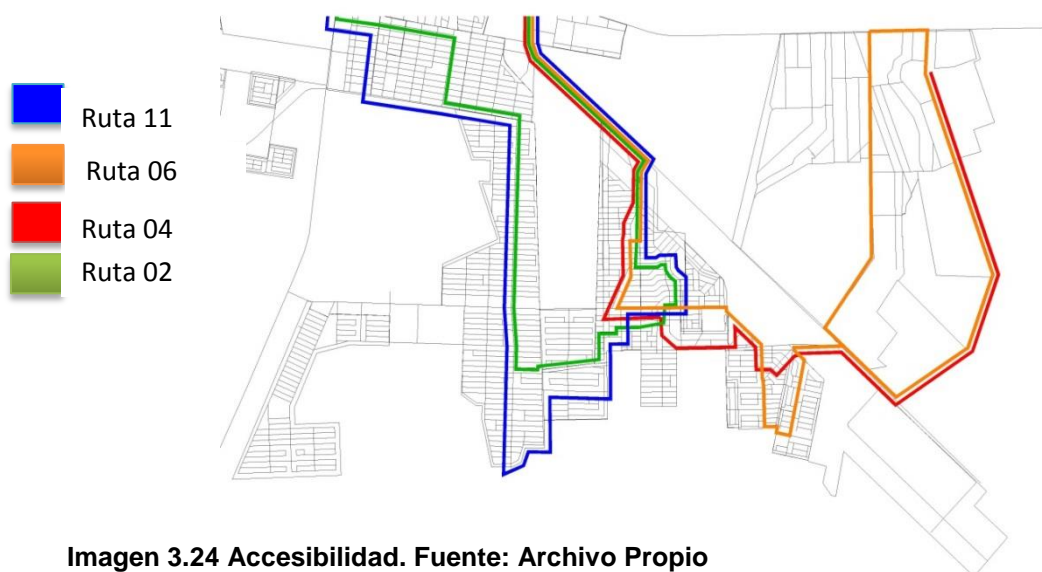 Ruta 11
Ruta 06
Ruta 04
Ruta 02
Imagen 3.24 Accesibilidad. Fuente: Archivo Propio